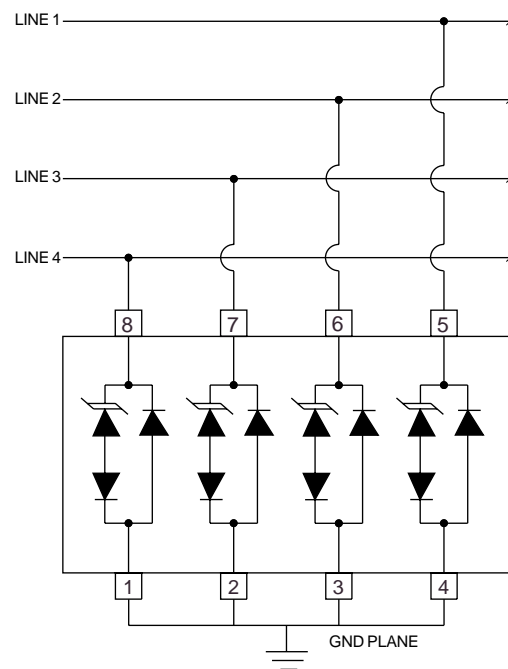 LINE 1
LINE 2
LINE 3
LINE 4
8 7 6 5
1 2 3 4
GND PLANE